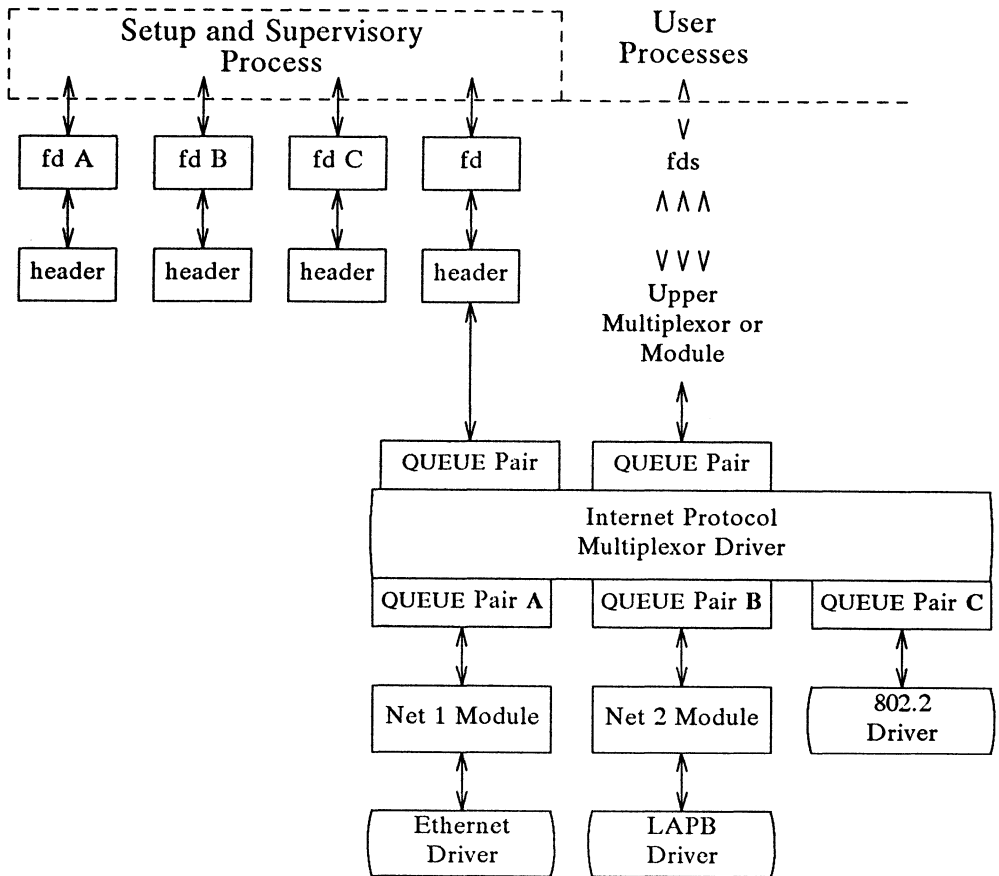 Setup and Supervisory
Process
User
Processes
fd A
fd B
fd C
fd
fds
header
header
header
header
Upper
Multiplexor or
Module
QUEUE Pair
QUEUE Pair
Internet Protocol
Multiplexor Driver
QUEUE Pair A
QUEUE Pair B
QUEUE Pair C
Net 1 Module
Net 2 Module
802.2
Driver
Ethernet
Driver
LAPB
Driver